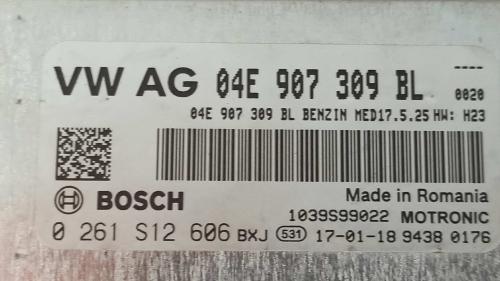 VW AG 04E 907 309 BL ----
0020
04E 907 309 BL BENZIN MED17.5.25 HW: H23
BOSCH
Made in Romania
1039S99022 MOTRONIC
0 261 S12 606 BXJ 531 17-01-18 9438 0176